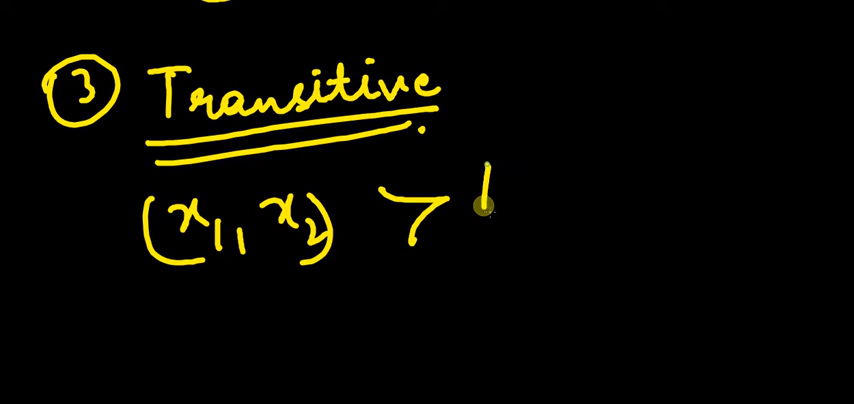 ③ Transitive
(x₁, x₂) >